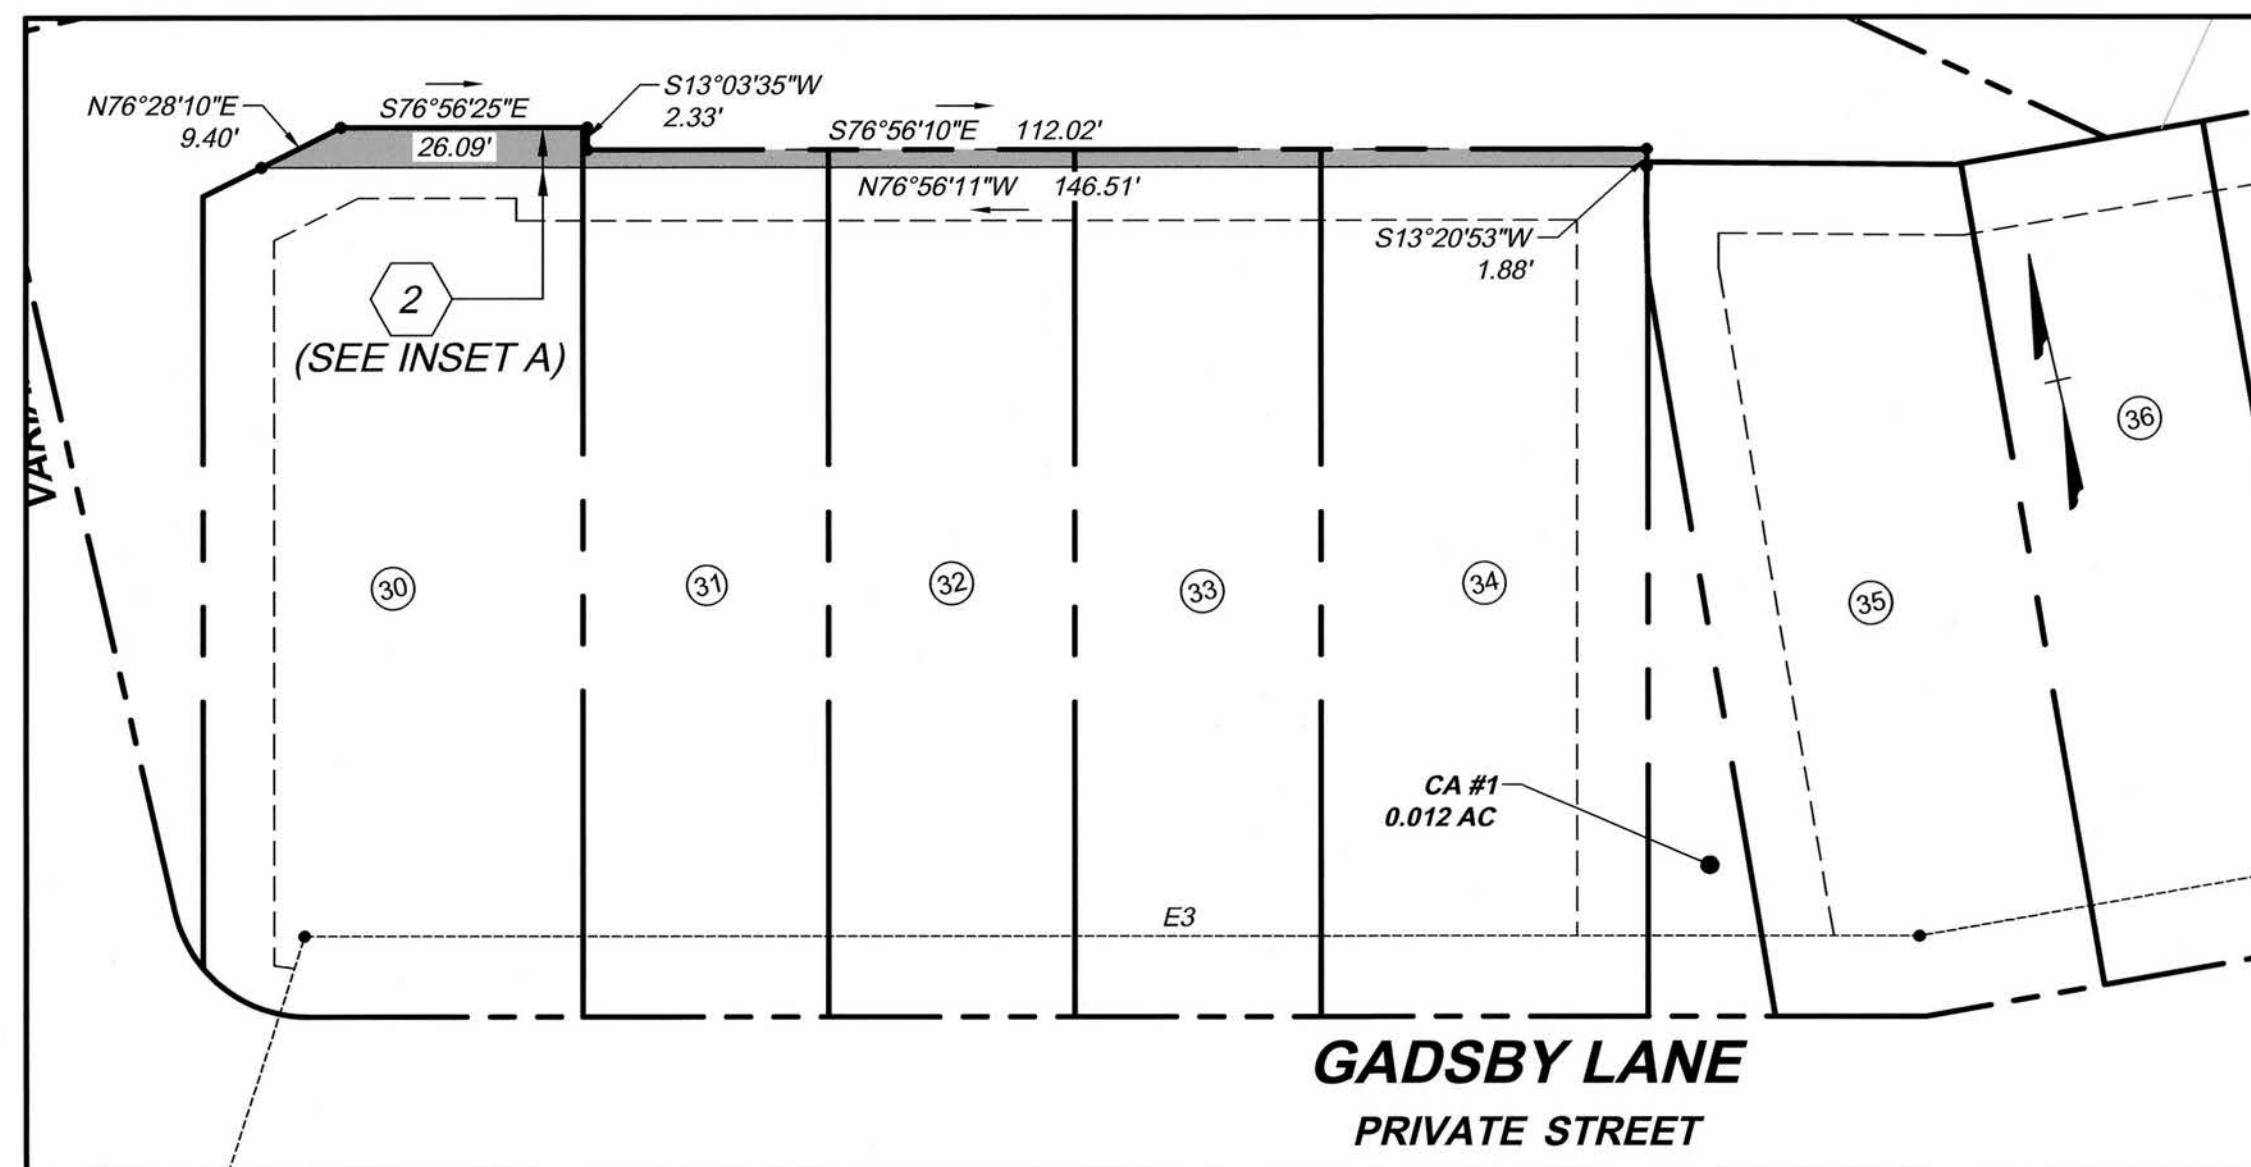 N76°28'10"E
9.40'
S76°56'25"E
26.09'
S13°03'35"W
2.33'
S76°56'10"E 112.02'
N76°56'11"W 146.51'
S13°20'53"W
1.88'
2
(SEE INSET A)
36
30
31
32
33
34
35
CA #1
0.012 AC
E3
GADSBY LANE
PRIVATE STREET